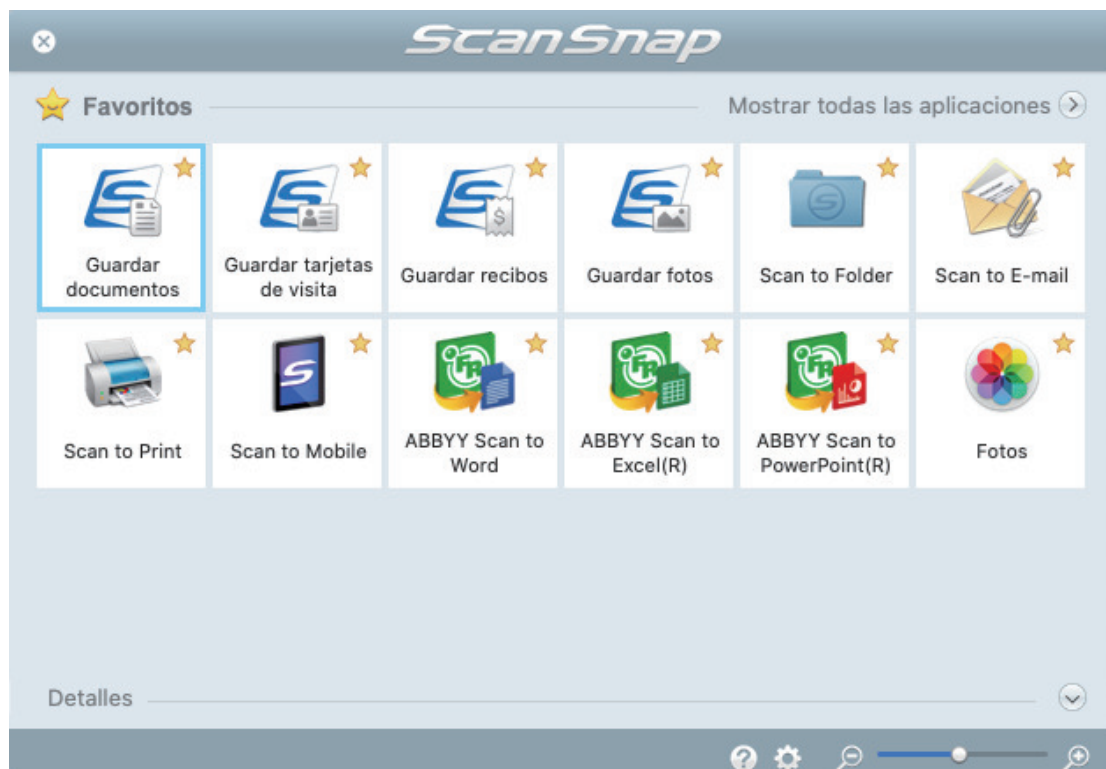 ScanSnap
Favoritos
Mostrar todas las aplicaciones
Guardar
documentos
Guardar tarjetas
de visita
Guardar recibos
Guardar fotos
Scan to Folder
Scan to E-mail
Scan to Print
Scan to Mobile
ABBYY Scan to
Word
ABBYY Scan to
Excel(R)
ABBYY Scan to
PowerPoint(R)
Fotos
Detalles